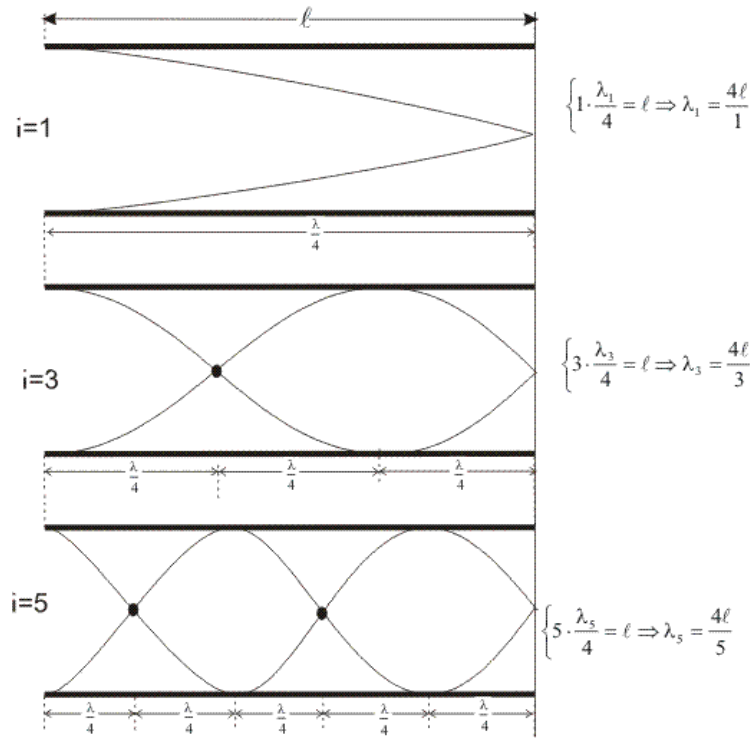 ℓ
i=1
{1·λ₁/4 = ℓ ⇒ λ₁ = 4ℓ/1
λ/4
i=3
{3·λ₃/4 = ℓ ⇒ λ₃ = 4ℓ/3
λ/4 λ/4 λ/4
i=5
{5·λ₅/4 = ℓ ⇒ λ₅ = 4ℓ/5
λ/4 λ/4 λ/4 λ/4 λ/4